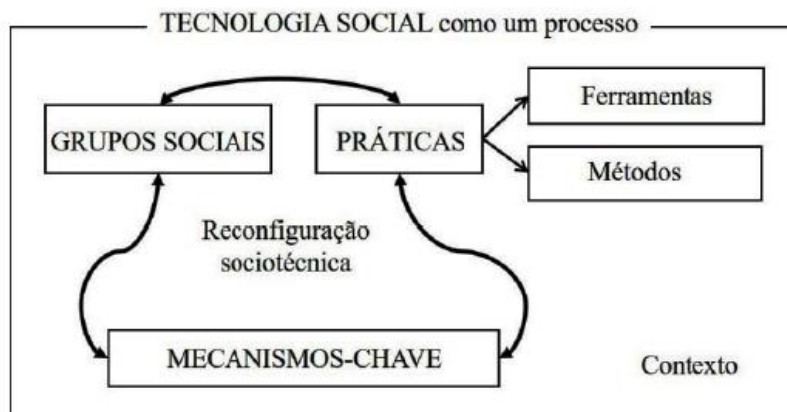 TECNOLOGIA SOCIAL como um processo
Ferramentas
GRUPOS SOCIAIS
PRÁTICAS
Métodos
Reconfiguração
sociotécnica
MECANISMOS-CHAVE
Contexto